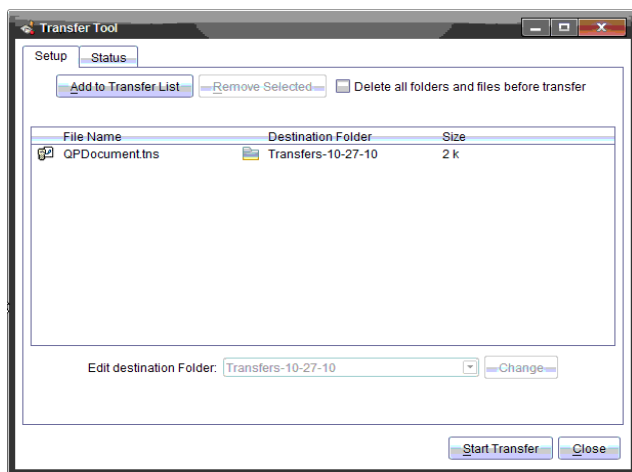 Transfer Tool
Setup Status
Add to Transfer List Remove Selected Delete all folders and files before transfer
File Name Destination Folder Size
QPDocument.tns Transfers-10-27-10 2 k
Edit destination Folder: Transfers-10-27-10 Change
Start Transfer Close